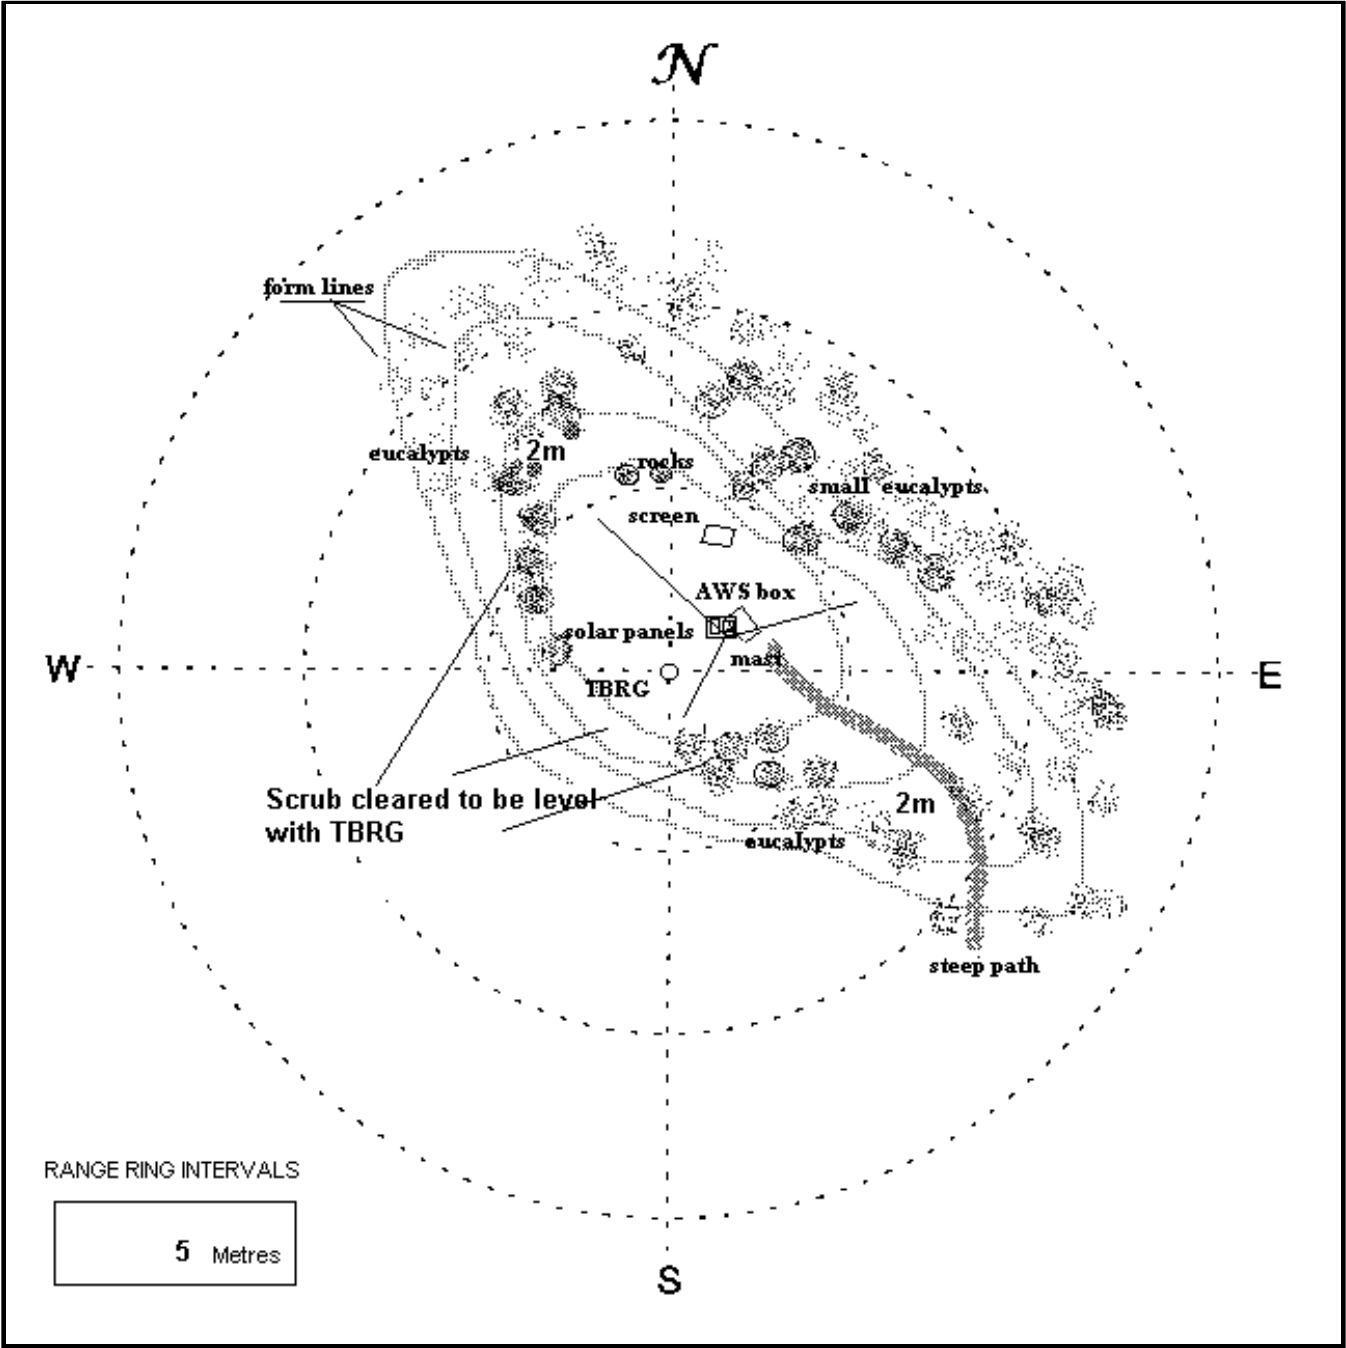 N
form lines
eucalypts
2m
rocks
small eucalypts
screen
AWS box
solar panels
mast
W
E
TBRG
Scrub cleared to be level
with TBRG
2m
eucalypts
steep path
RANGE RING INTERVALS
5 Metres
S